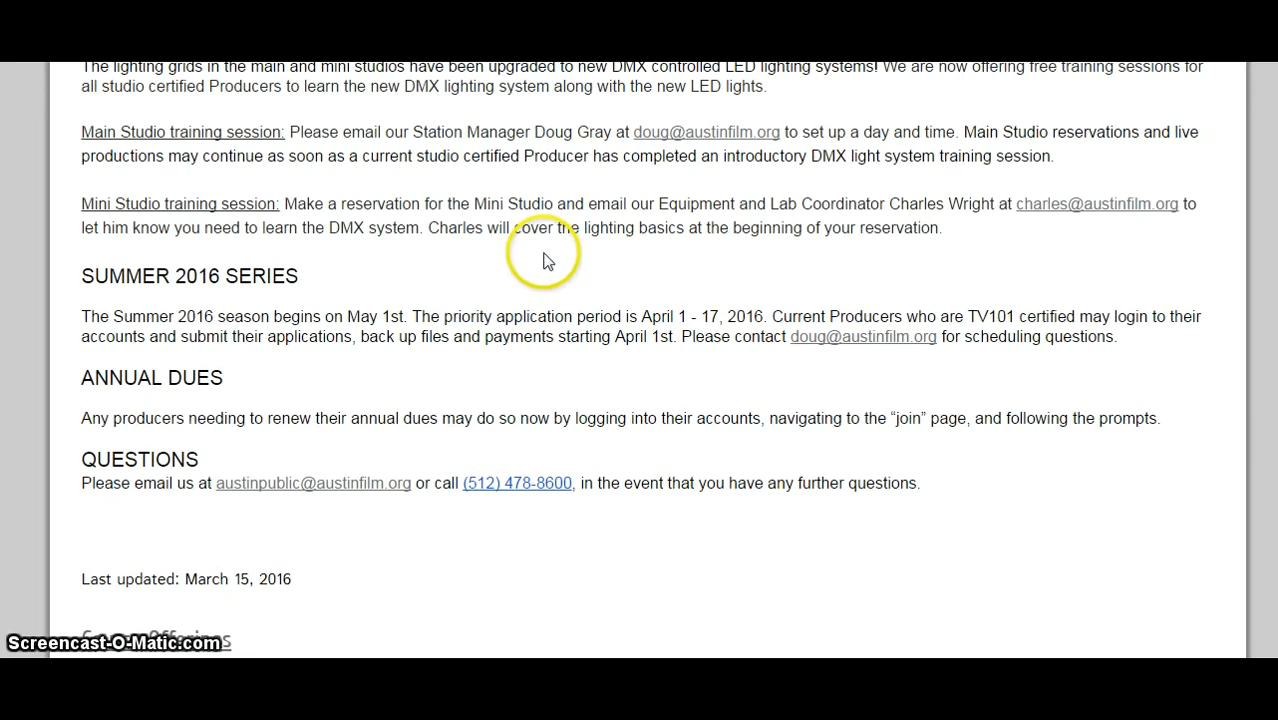 The lighting grids in the main and mini studios have been upgraded to new DMX controlled LED lighting systems! We are now offering free training sessions for
all studio certified Producers to learn the new DMX lighting system along with the new LED lights.
Main Studio training session: Please email our Station Manager Doug Gray at doug@austinfilm.org to set up a day and time. Main Studio reservations and live
productions may continue as soon as a current studio certified Producer has completed an introductory DMX light system training session.
Mini Studio training session: Make a reservation for the Mini Studio and email our Equipment and Lab Coordinator Charles Wright at charles@austinfilm.org to
let him know you need to learn the DMX system. Charles will cover the lighting basics at the beginning of your reservation.
SUMMER 2016 SERIES
The Summer 2016 season begins on May 1st. The priority application period is April 1 - 17, 2016. Current Producers who are TV101 certified may login to their
accounts and submit their applications, back up files and payments starting April 1st. Please contact doug@austinfilm.org for scheduling questions.
ANNUAL DUES
Any producers needing to renew their annual dues may do so now by logging into their accounts, navigating to the “join” page, and following the prompts.
QUESTIONS
Please email us at austinpublic@austinfilm.org or call (512) 478-8600, in the event that you have any further questions.
Last updated: March 15, 2016
Screencast-O-Matic.com